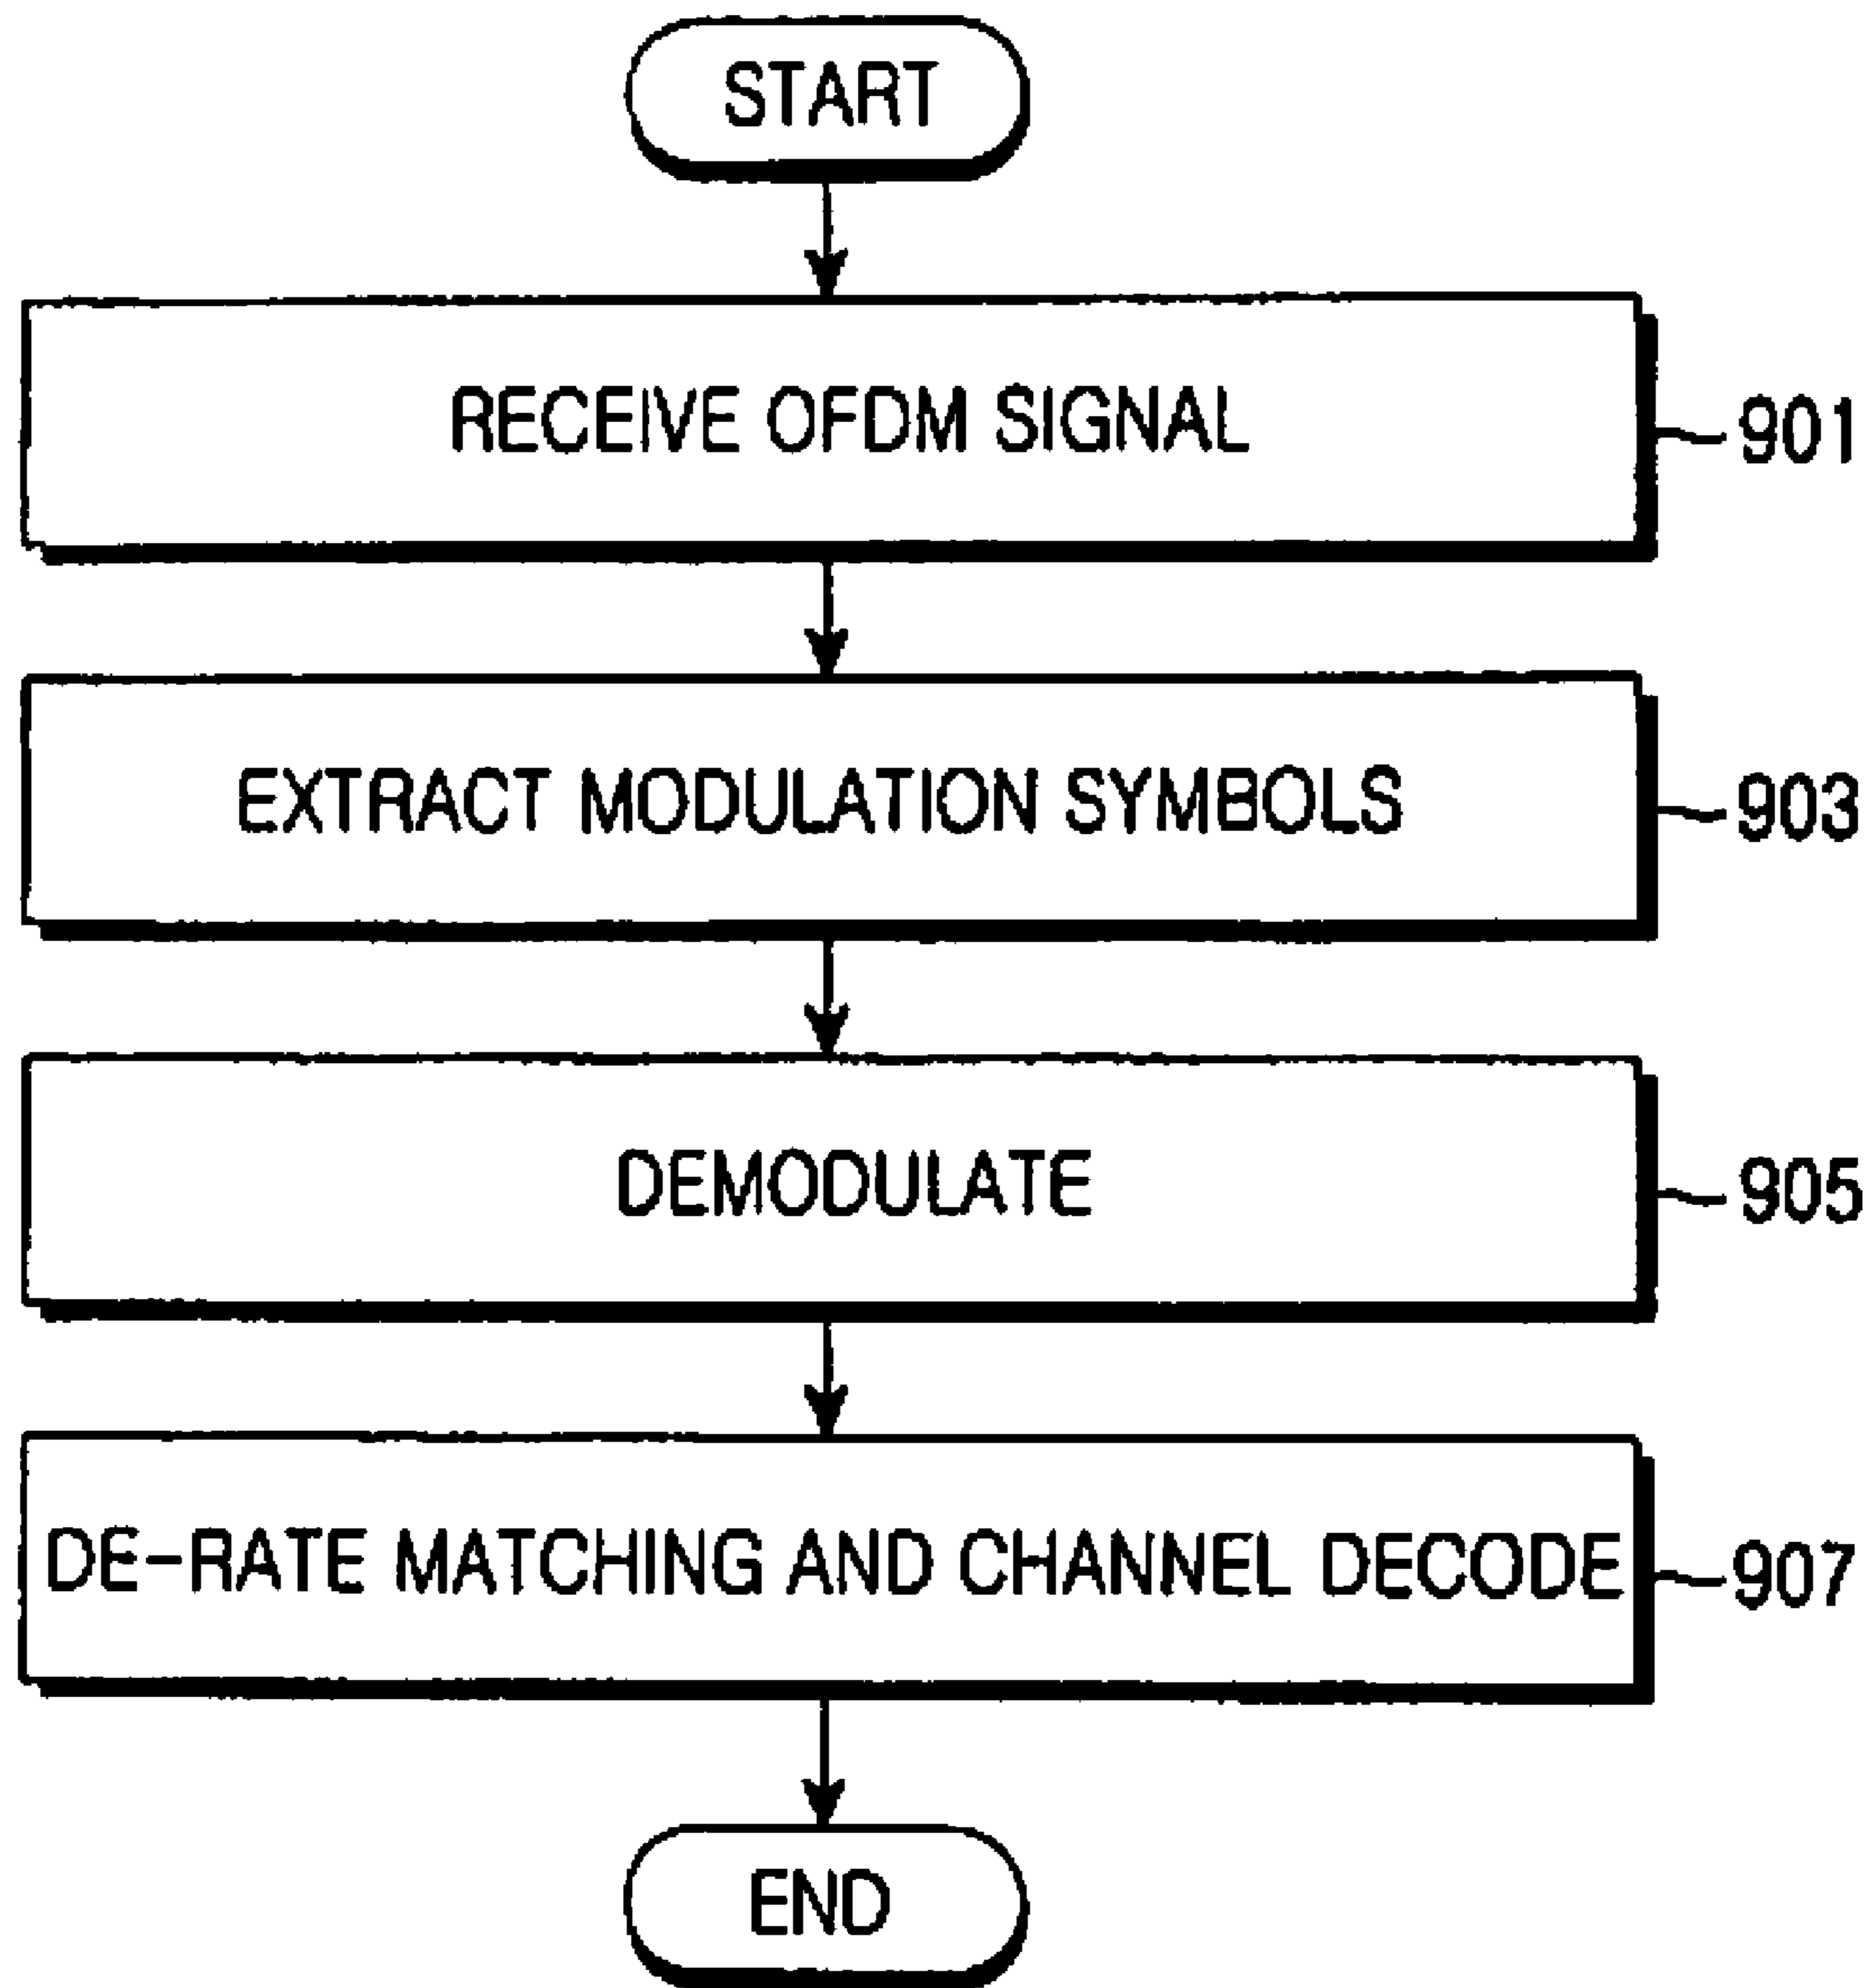 START
RECEIVE OFDM SIGNAL
901
EXTRACT MODULATION SYMBOLS
903
DEMODULATE
905
DE-RATE MATCHING AND CHANNEL DECODE
907
END